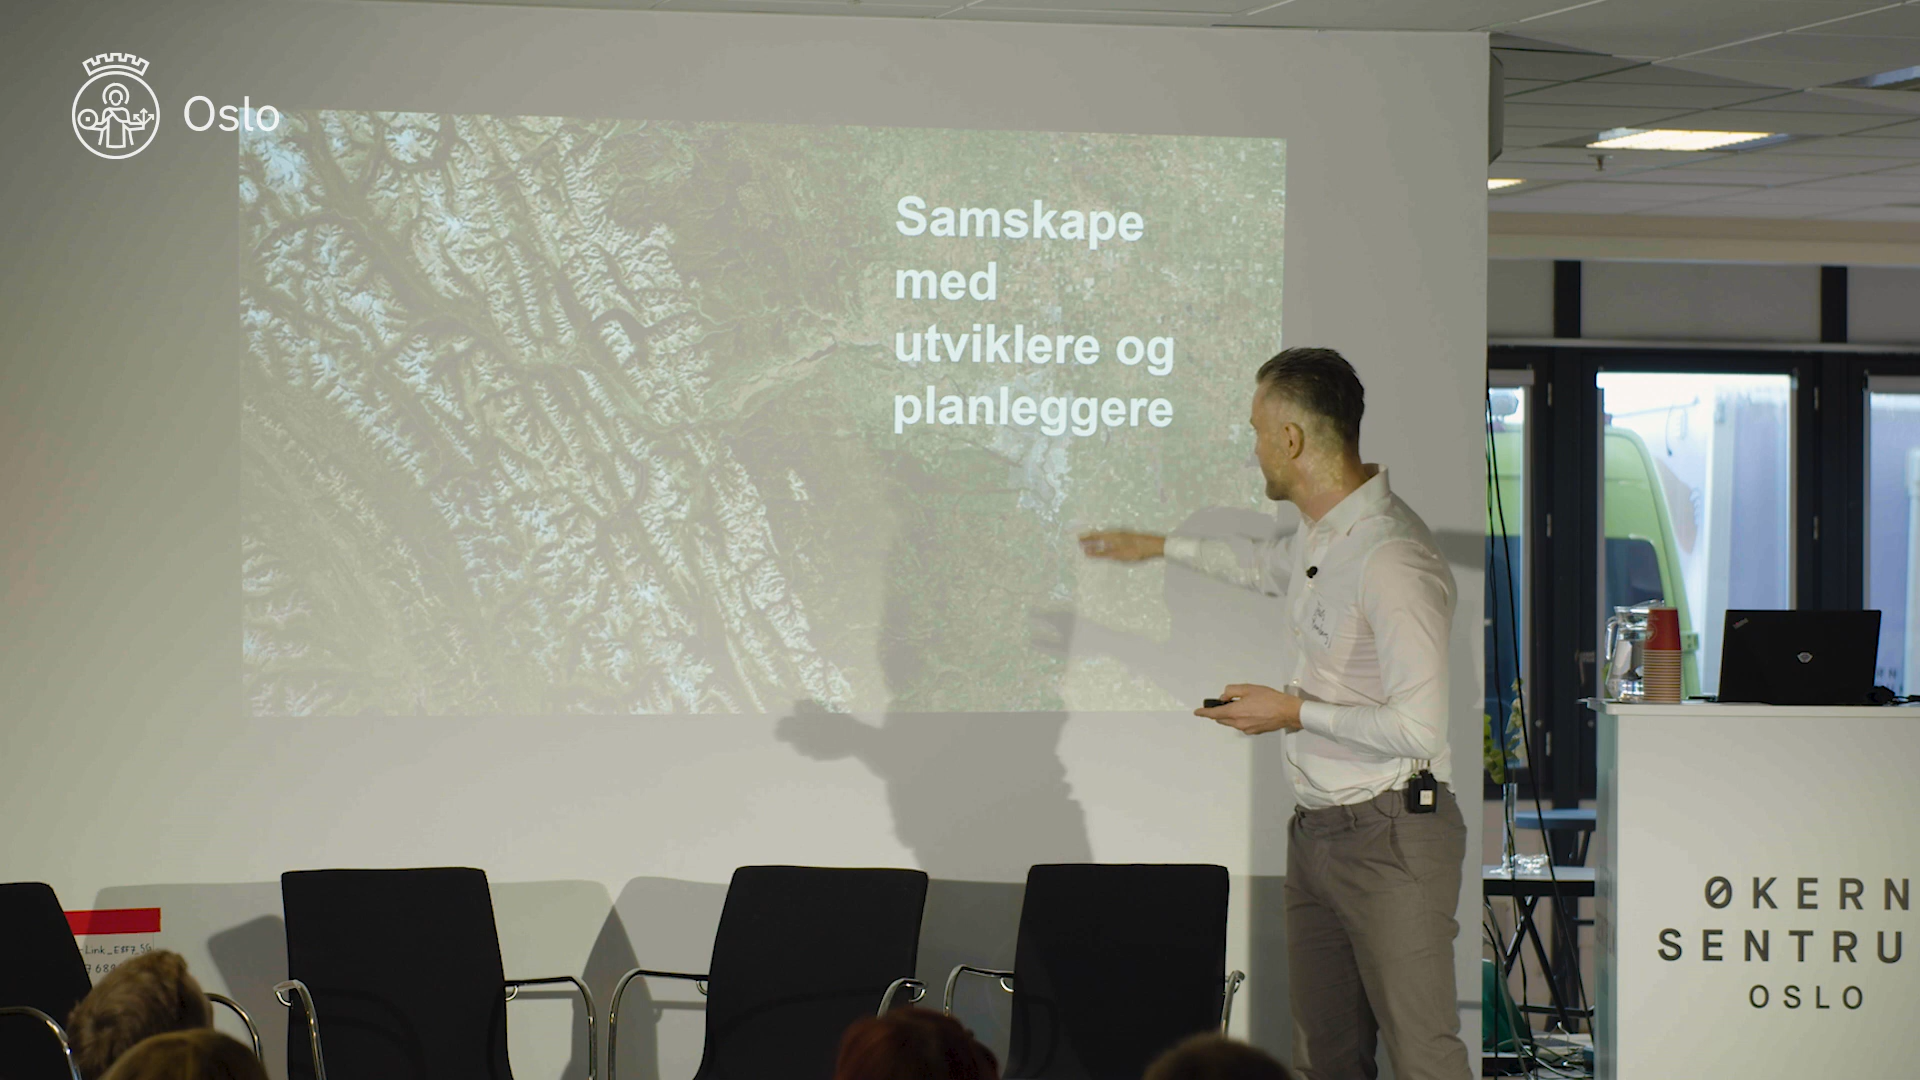 Oslo
Samskape
med
utviklere og
planleggere
ØKERN
SENTRU
OSLO